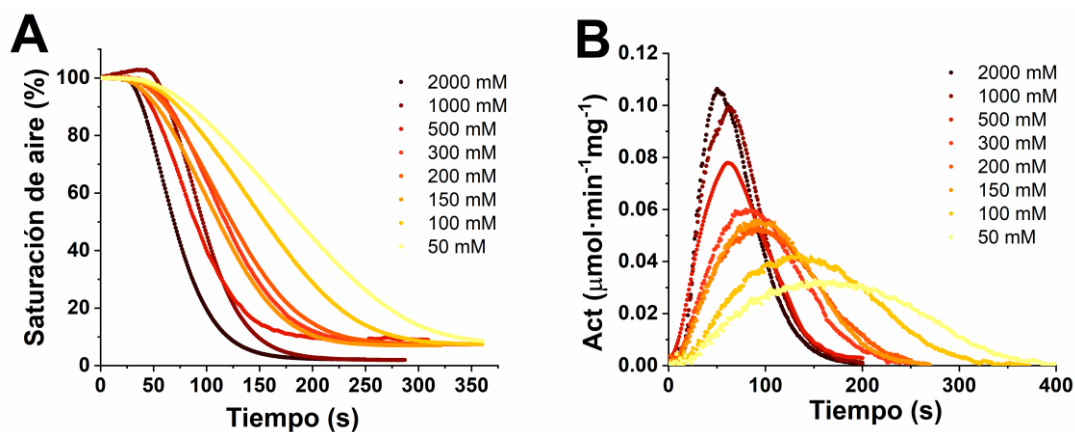 A
Saturación de aire (%)
100
80
60
40
20
0
0 50 100 150 200 250 300 350
Tiempo (s)
2000 mM
1000 mM
500 mM
300 mM
200 mM
150 mM
100 mM
50 mM
B
Act (μmol·min⁻¹mg⁻¹)
0.12
0.10
0.08
0.06
0.04
0.02
0.00
0 100 200 300 400
Tiempo (s)
2000 mM
1000 mM
500 mM
300 mM
200 mM
150 mM
100 mM
50 mM